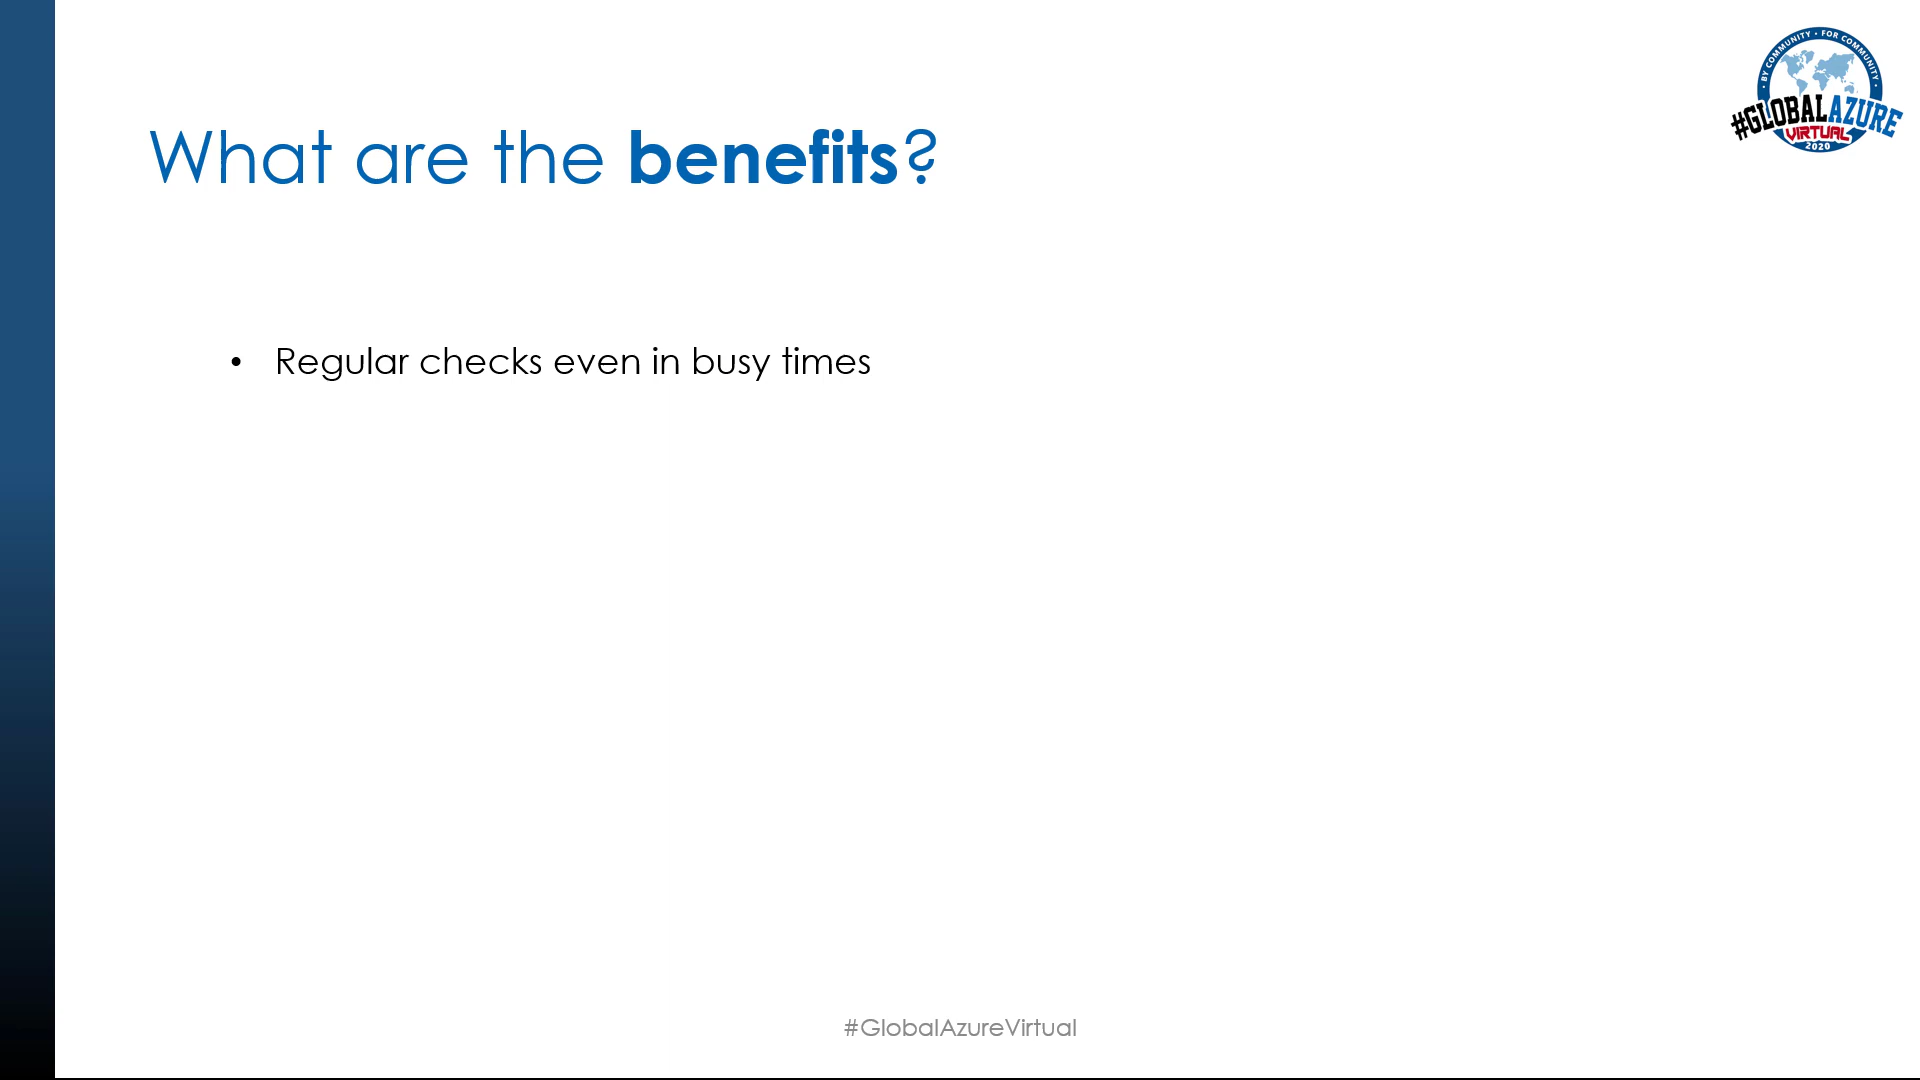 BY COMMUNITY • FOR COMMUNITY
#GLOBALAZURE
VIRTUAL
2020
What are the benefits?
• Regular checks even in busy times
#GlobalAzureVirtual